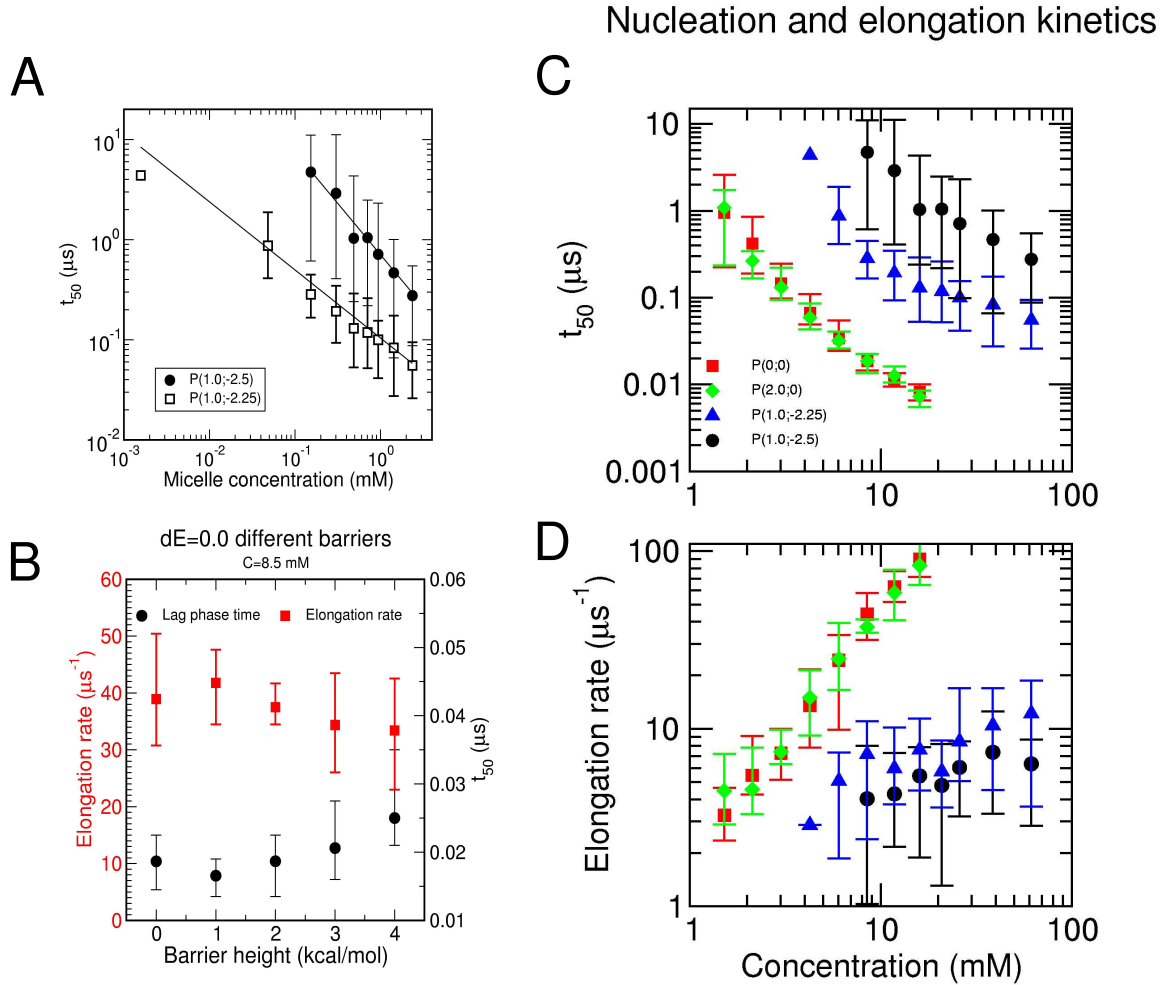 Nucleation and elongation kinetics
A
10^1
10^0
10^-1
10^-2
t50 (μs)
P(1.0;-2.5)
P(1.0;-2.25)
10^-3
10^-2
10^-1
10^0
Micelle concentration (mM)
B
dE=0.0 different barriers
C=8.5 mM
60
50
40
30
20
10
0
Elongation rate (μs^-1)
Lag phase time
Elongation rate
0.06
0.05
0.04
0.03
0.02
0.01
t50 (μs)
0 1 2 3 4
Barrier height (kcal/mol)
C
10
1
0.1
0.01
0.001
t50 (μs)
P(0;0)
P(2.0;0)
P(1.0;-2.25)
P(1.0;-2.5)
1 10 100
D
100
10
1
Elongation rate (μs^-1)
1 10 100
Concentration (mM)